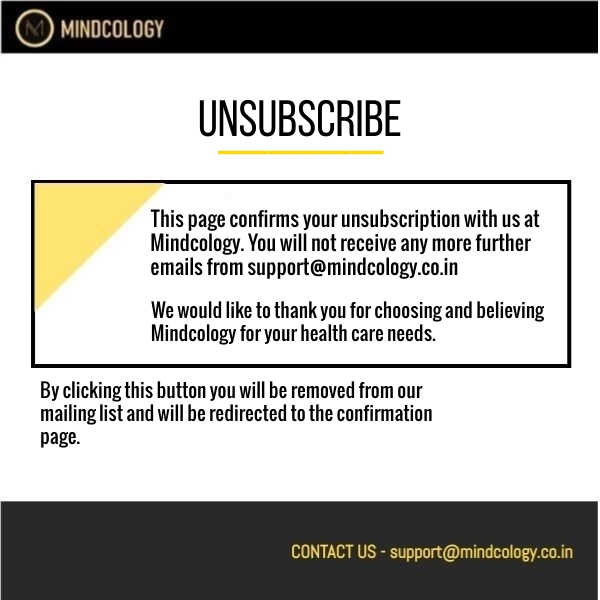 MINDCOLOGY
UNSUBSCRIBE
This page confirms your unsubscription with us at
Mindcology. You will not receive any more further
emails from support@mindcology.co.in
We would like to thank you for choosing and believing
Mindcology for your health care needs.
By clicking this button you will be removed from our
mailing list and will be redirected to the confirmation
page.
CONTACT US - support@mindcology.co.in